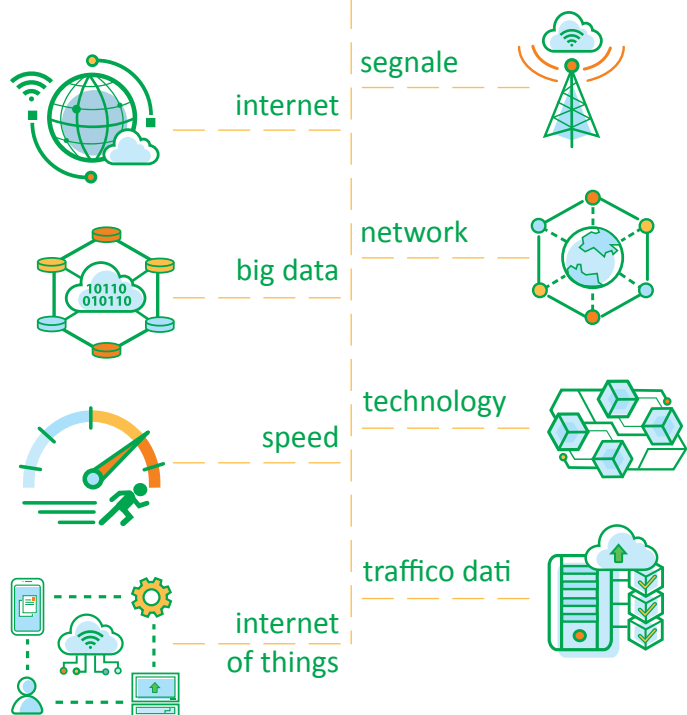 segnale
internet
network
big data
10110
010110
technology
speed
traffico dati
internet
of things